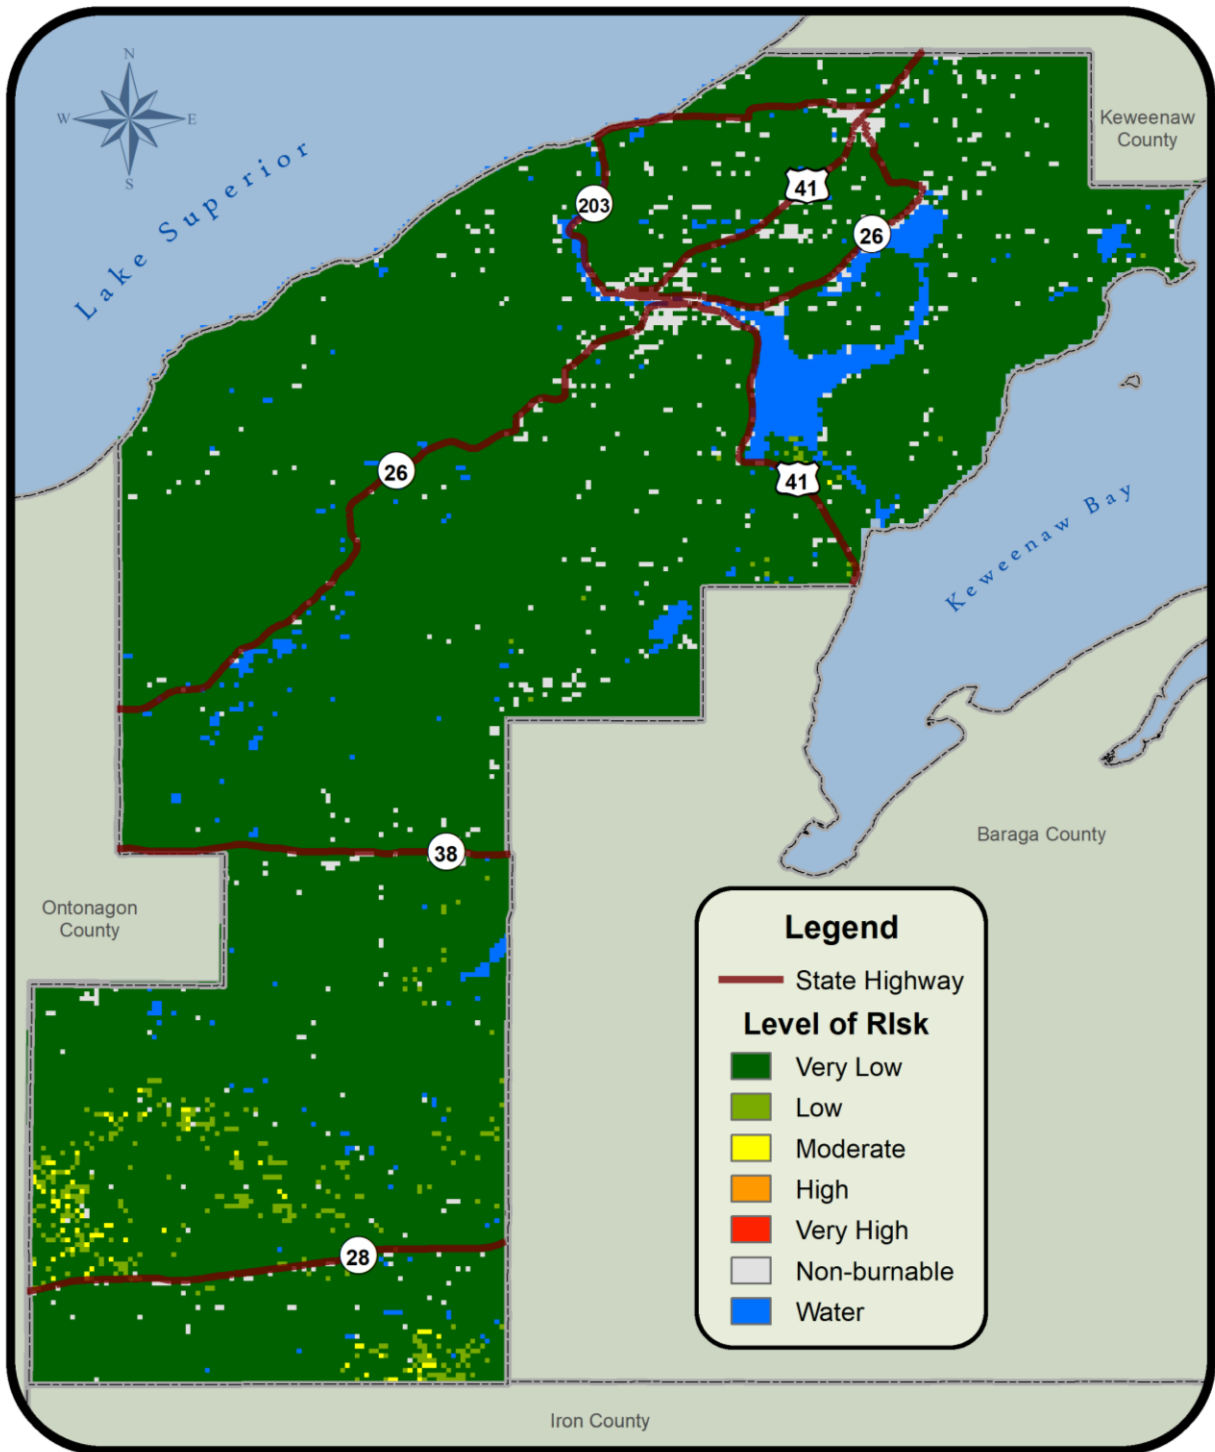 N
W E
S
Lake Superior
Keweenaw
County
41
203
26
26
41
Keweenaw Bay
38
Baraga County
Ontonagon
County
Legend
State Highway
Level of RIsk
Very Low
Low
Moderate
High
Very High
Non-burnable
Water
28
Iron County